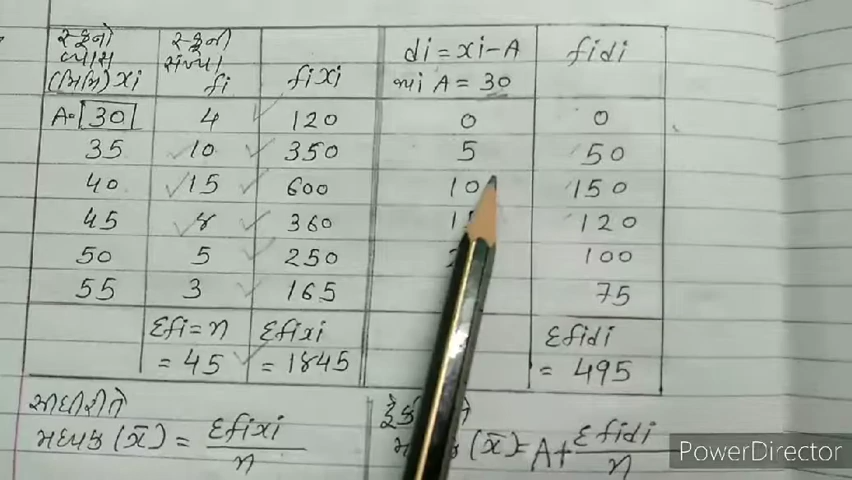 સ્ક્રૂનો સ્ક્રૂની di = xi-A fidi
વ્યાસ સંખ્યા
(મિમિ) xi fi fixi જ્યાં A = 30
A= 30 4 120 0 0
35 10 350 5 50
40 15 600 10 150
45 8 360 120
50 5 250 100
55 3 165 75
Σfi = n Σfixi Σfidi
= 45 = 1845 = 495
સાદી રીતે
મધ્યક (x̄) = Σfixi / n (x̄) = A + Σfidi / n
PowerDirector